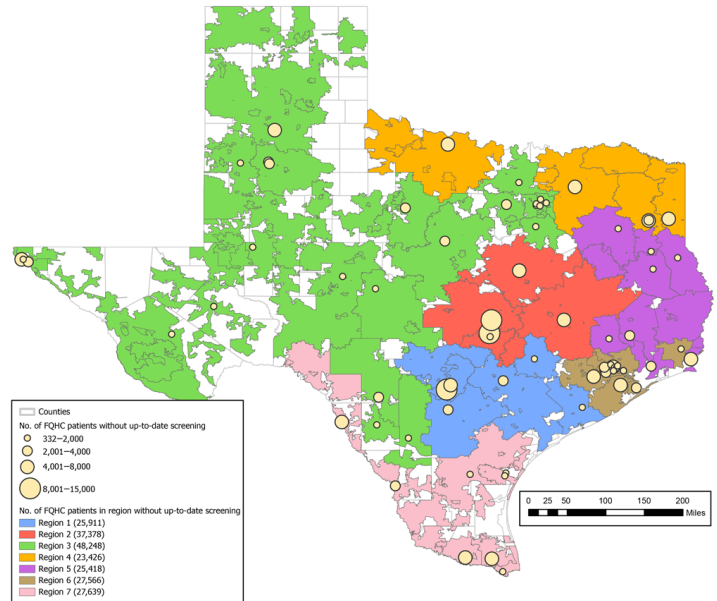 Counties
No. of FQHC patients without up-to-date screening
332–2,000
2,001–4,000
4,001–8,000
8,001–15,000
No. of FQHC patients in region without up-to-date screening
Region 1 (25,911)
Region 2 (37,378)
Region 3 (48,248)
Region 4 (23,426)
Region 5 (25,418)
Region 6 (27,566)
Region 7 (27,639)
0 25 50 100 150 200
Miles